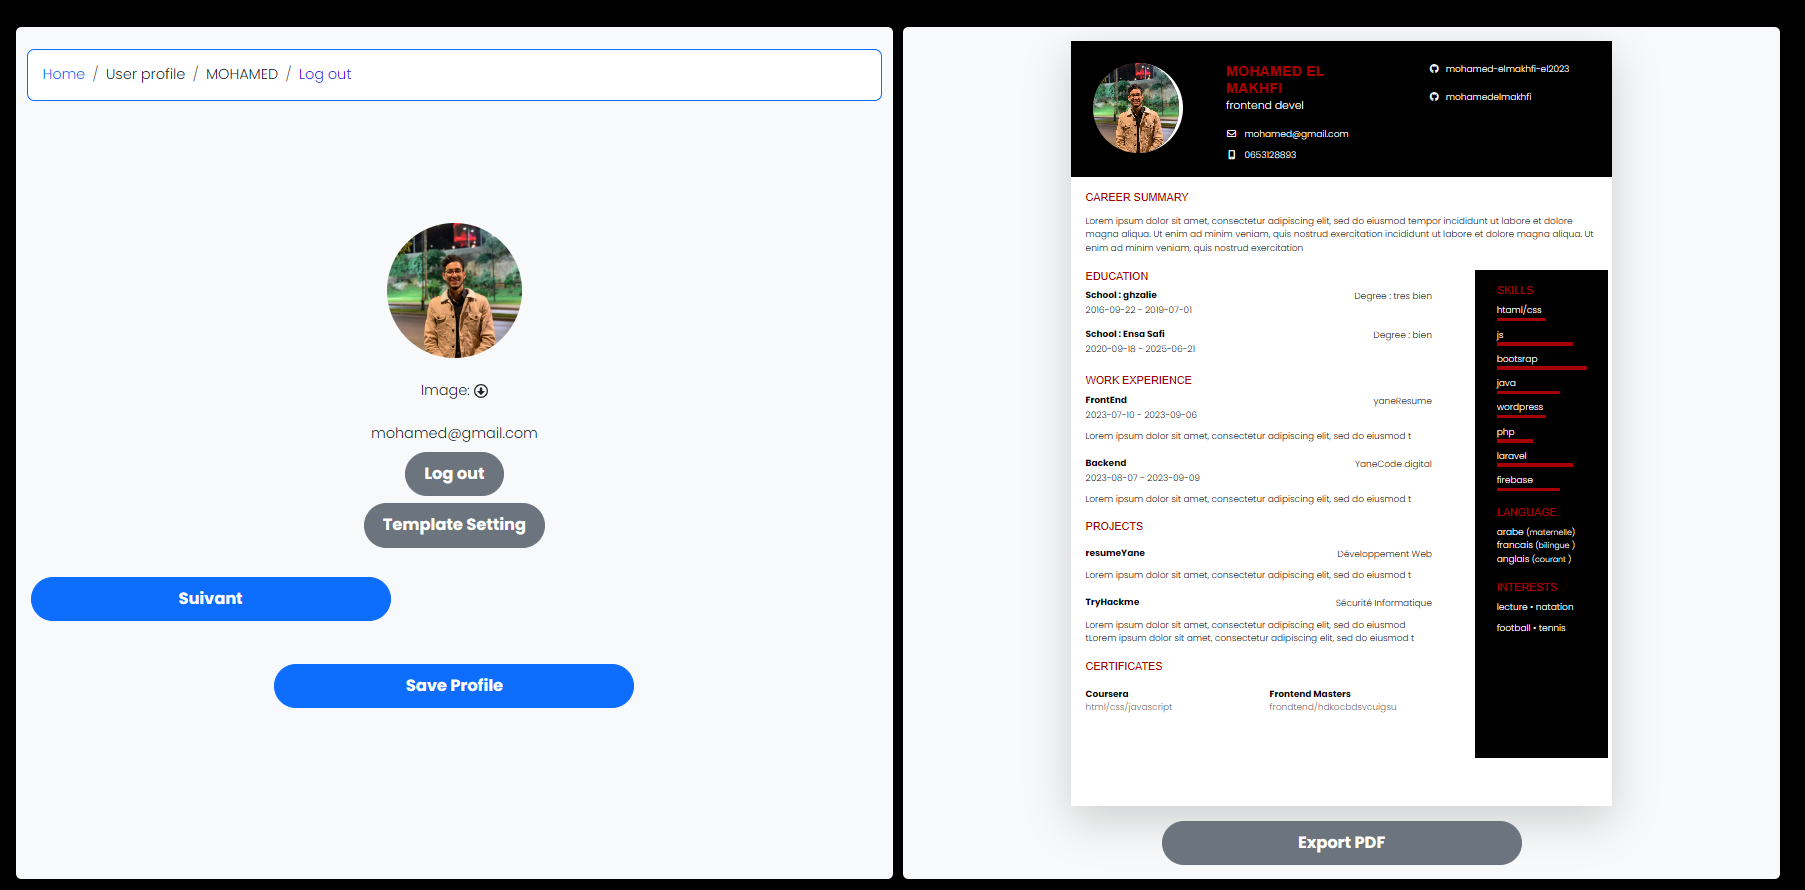 Home / User profile / MOHAMED / Log out
Image:
mohamed@gmail.com
Log out
Template Setting
Suivant
Save Profile
MOHAMED EL
MAKHFI
frontend devel
mohamed@gmail.com
0653128893
mohamed-elmakhfi-el2023
mohamedelmakhfi
CAREER SUMMARY
Lorem ipsum dolor sit amet, consectetur adipiscing elit, sed do eiusmod tempor incididunt ut labore et dolore
magna aliqua. Ut enim ad minim veniam, quis nostrud exercitation incididunt ut labore et dolore magna aliqua. Ut
enim ad minim veniam, quis nostrud exercitation
EDUCATION
School : ghzalie Degree : tres bien
2016-09-22 - 2019-07-01
School : Ensa Safi Degree : bien
2020-09-18 - 2025-06-21
WORK EXPERIENCE
FrontEnd yaneResume
2023-07-10 - 2023-09-06
Lorem ipsum dolor sit amet, consectetur adipiscing elit, sed do eiusmod t
Backend YaneCode digital
2023-08-07 - 2023-09-09
Lorem ipsum dolor sit amet, consectetur adipiscing elit, sed do eiusmod t
PROJECTS
resumeYane Développement Web
Lorem ipsum dolor sit amet, consectetur adipiscing elit, sed do eiusmod t
TryHackme Sécurité Informatique
Lorem ipsum dolor sit amet, consectetur adipiscing elit, sed do eiusmod
tLorem ipsum dolor sit amet, consectetur adipiscing elit, sed do eiusmod t
CERTIFICATES
Coursera
html/css/javascript
Frontend Masters
frondtend/hdkocbdsvcuigsu
SKILLS
htaml/css
js
bootsrap
java
wordpress
php
laravel
firebase
LANGUAGE
arabe (maternelle)
francais (bilingue )
anglais (courant )
INTERESTS
lecture • natation
football • tennis
Export PDF